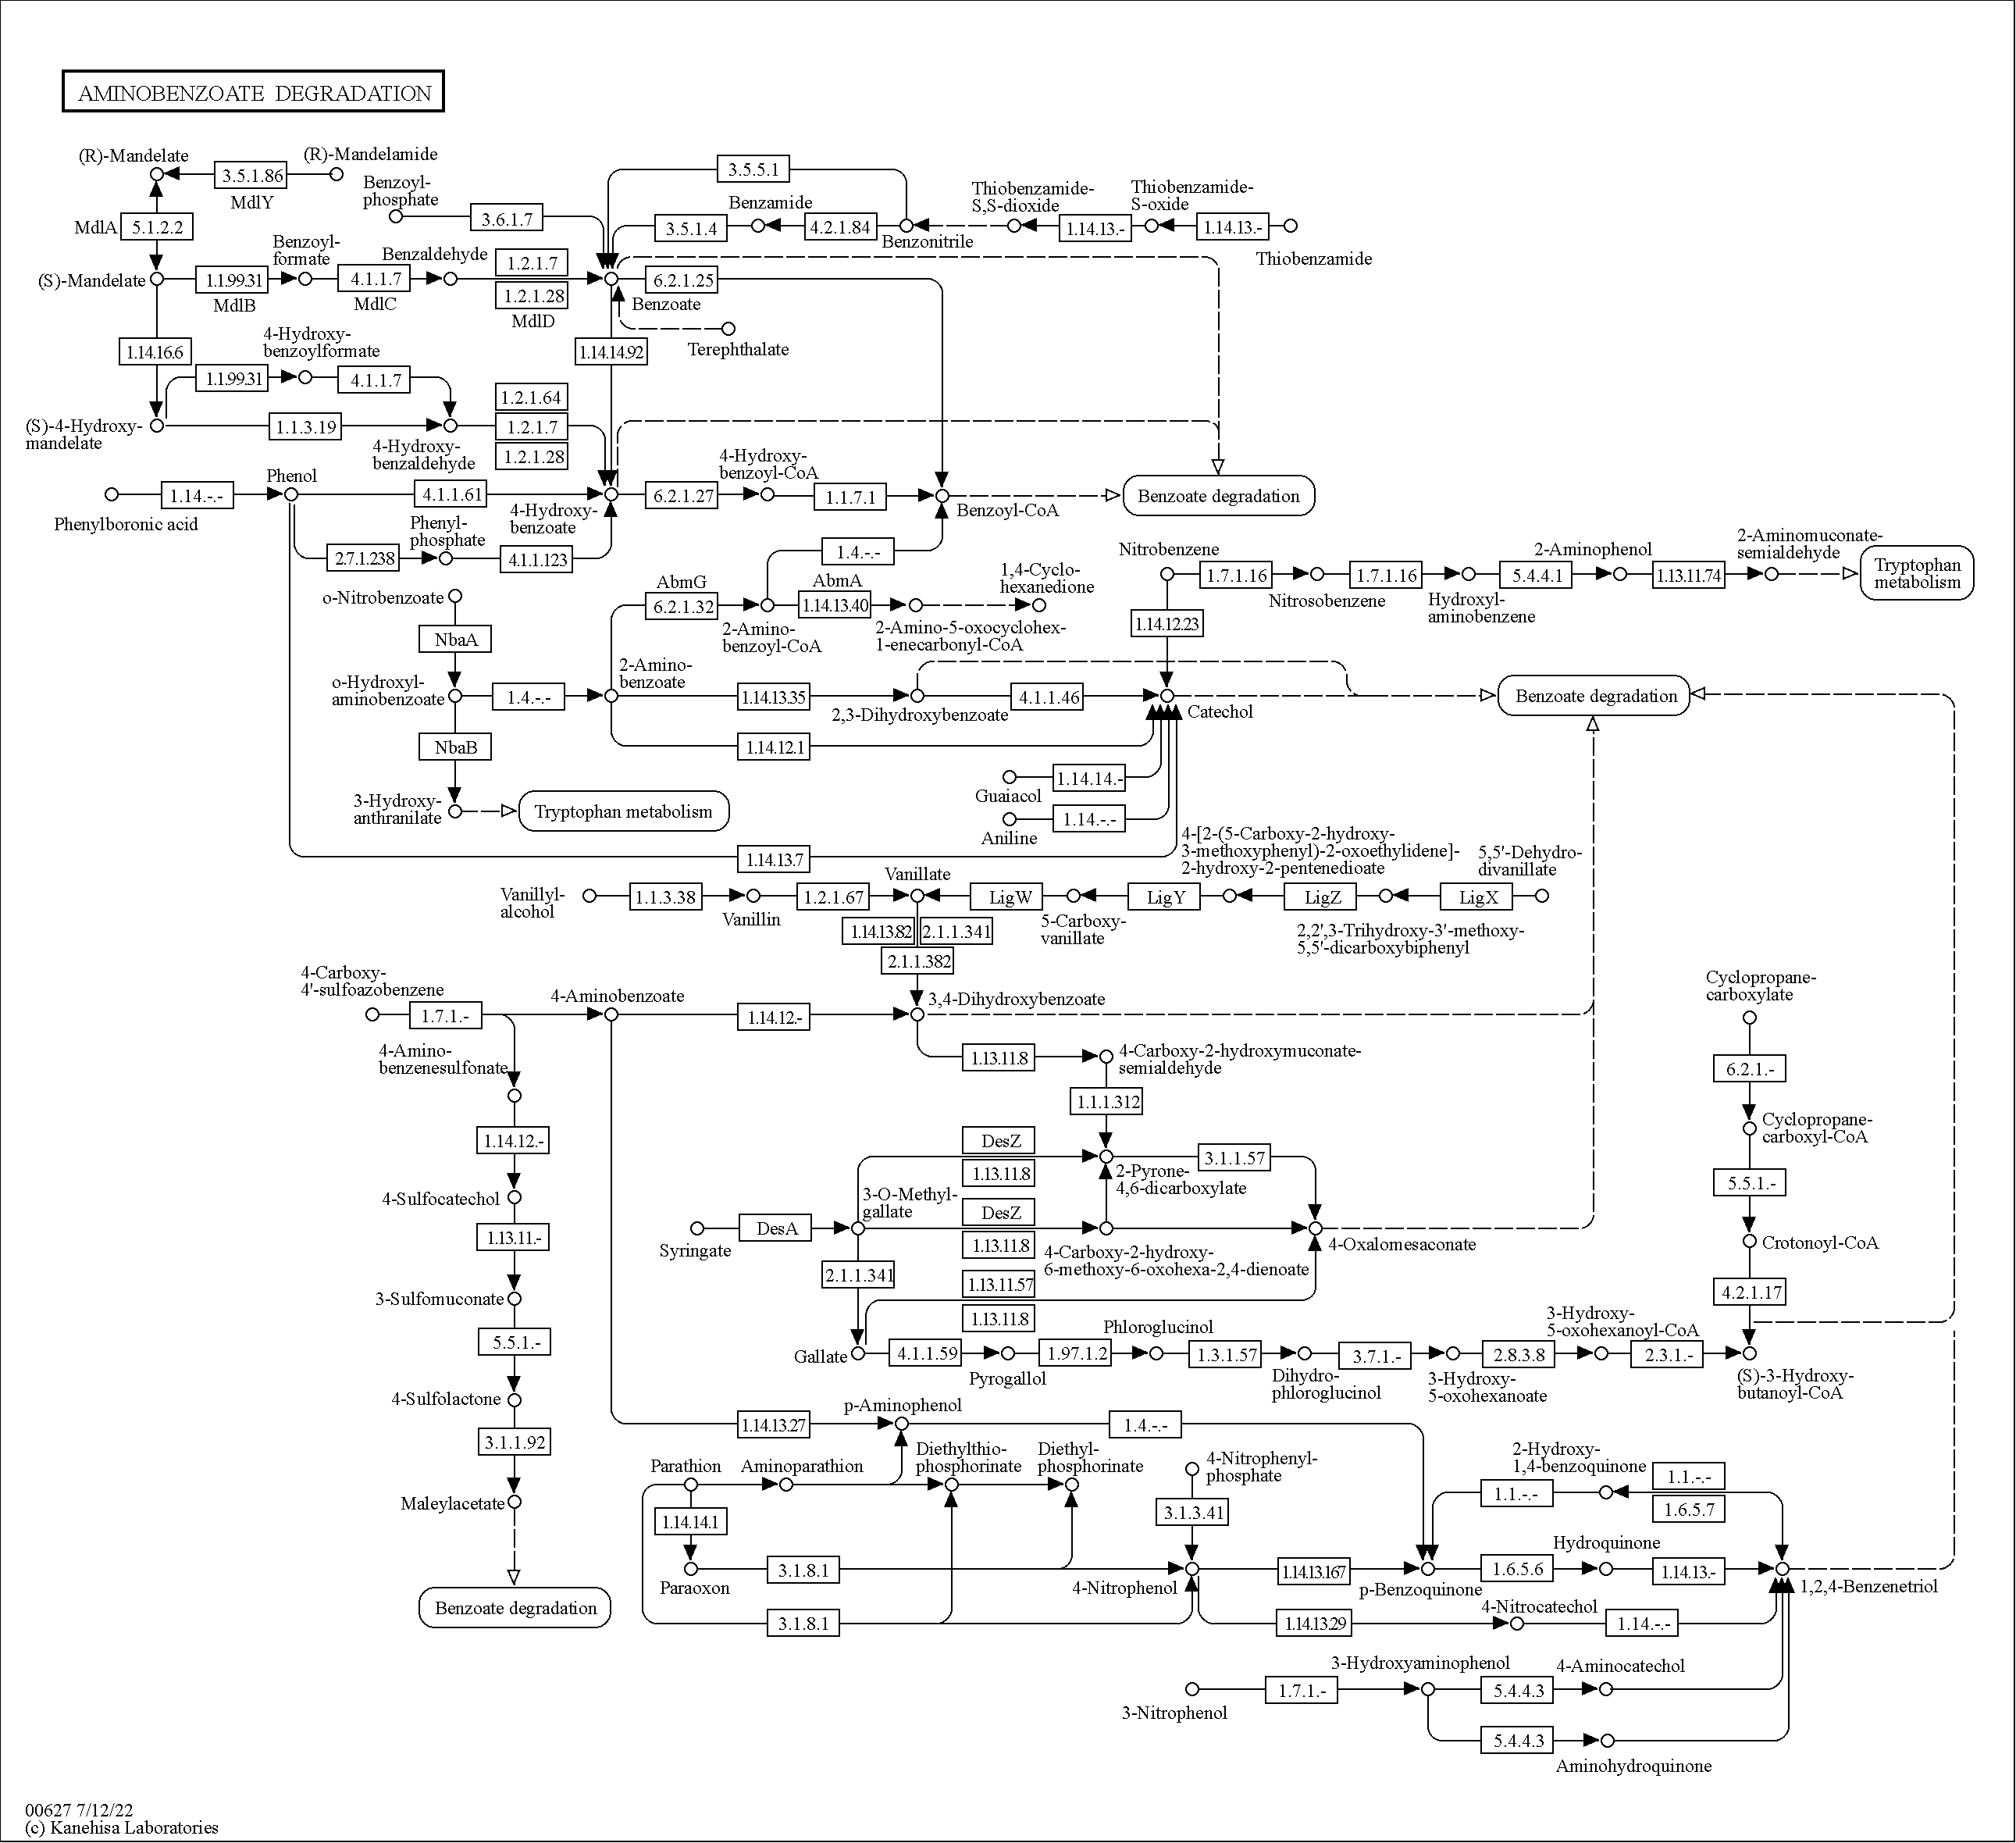 AMINOBENZOATE DEGRADATION
(R)-Mandelate
(R)-Mandelamide
3.5.1.86
MdlY
MdlA
5.1.2.2
Benzoyl-
phosphate
3.6.1.7
3.5.5.1
Benzamide
3.5.1.4
4.2.1.84
Benzonitrile
Thiobenzamide-
S,S-dioxide
1.14.13.-
Thiobenzamide-
S-oxide
1.14.13.-
Thiobenzamide
(S)-Mandelate
1.1.99.31
MdlB
Benzoyl-
formate
4.1.1.7
MdlC
Benzaldehyde
1.2.1.7
1.2.1.28
MdlD
Benzoate
6.2.1.25
Terephthalate
1.14.16.6
4-Hydroxy-
benzoylformate
1.1.99.31
4.1.1.7
1.14.14.92
(S)-4-Hydroxy-
mandelate
1.1.3.19
4-Hydroxy-
benzaldehyde
1.2.1.64
1.2.1.7
1.2.1.28
Phenylboronic acid
1.14.-.-
Phenol
4.1.1.61
4-Hydroxy-
benzoate
6.2.1.27
4-Hydroxy-
benzoyl-CoA
1.1.7.1
Benzoyl-CoA
Benzoate degradation
2.7.1.238
Phenyl-
phosphate
4.1.1.123
1.4.-.-
o-Nitrobenzoate
NbaA
AbmG
6.2.1.32
2-Amino-
benzoyl-CoA
AbmA
1.14.13.40
2-Amino-5-oxocyclohex-
1-enecarbonyl-CoA
1,4-Cyclo-
hexanedione
Nitrobenzene
1.7.1.16
Nitrosobenzene
1.7.1.16
Hydroxyl-
aminobenzene
5.4.4.1
2-Aminophenol
1.13.11.74
2-Aminomuconate-
semialdehyde
Tryptophan
metabolism
1.14.12.23
o-Hydroxyl-
aminobenzoate
1.4.-.-
2-Amino-
benzoate
1.14.13.35
2,3-Dihydroxybenzoate
4.1.1.46
Catechol
Benzoate degradation
NbaB
1.14.12.1
3-Hydroxy-
anthranilate
Tryptophan metabolism
Guaiacol
1.14.14.-
Aniline
1.14.-.-
1.14.13.7
Vanillyl-
alcohol
1.1.3.38
Vanillin
1.2.1.67
Vanillate
LigW
5-Carboxy-
vanillate
LigY
4-[2-(5-Carboxy-2-hydroxy-
3-methoxyphenyl)-2-oxoethylidene]-
2-hydroxy-2-pentenedioate
LigZ
2,2',3-Trihydroxy-3'-methoxy-
5,5'-dicarboxybiphenyl
LigX
5,5'-Dehydro-
divanillate
1.14.13.82
2.1.1.341
2.1.1.382
4-Carboxy-
4'-sulfoazobenzene
1.7.1.-
4-Aminobenzoate
1.14.12.-
3,4-Dihydroxybenzoate
4-Amino-
benzenesulfonate
1.13.11.8
4-Carboxy-2-hydroxymuconate-
semialdehyde
1.1.1.312
Cyclopropane-
carboxylate
6.2.1.-
Cyclopropane-
carboxyl-CoA
5.5.1.-
Crotonoyl-CoA
4.2.1.17
1.14.12.-
4-Sulfocatechol
1.13.11.-
3-Sulfomuconate
5.5.1.-
4-Sulfolactone
3.1.1.92
Maleylacetate
Benzoate degradation
DesZ
1.13.11.8
2-Pyrone-
4,6-dicarboxylate
3.1.1.57
Syringate
DesA
3-O-Methyl-
gallate
DesZ
1.13.11.8
4-Carboxy-2-hydroxy-
6-methoxy-6-oxohexa-2,4-dienoate
4-Oxalomesaconate
2.1.1.341
1.13.11.57
1.13.11.8
Gallate
4.1.1.59
Pyrogallol
1.97.1.2
Phloroglucinol
1.3.1.57
Dihydro-
phloroglucinol
3.7.1.-
3-Hydroxy-
5-oxohexanoate
2.8.3.8
3-Hydroxy-
5-oxohexanoyl-CoA
2.3.1.-
(S)-3-Hydroxy-
butanoyl-CoA
1.14.13.27
p-Aminophenol
1.4.-.-
Parathion
Aminoparathion
Diethylthio-
phosphorinate
Diethyl-
phosphorinate
4-Nitrophenyl-
phosphate
3.1.3.41
2-Hydroxy-
1,4-benzoquinone
1.1.-.-
1.1.-.-
1.6.5.7
1.14.14.1
Paraoxon
3.1.8.1
4-Nitrophenol
1.14.13.167
p-Benzoquinone
1.6.5.6
Hydroquinone
1.14.13.-
1,2,4-Benzenetriol
3.1.8.1
1.14.13.29
4-Nitrocatechol
1.14.-.-
3-Nitrophenol
1.7.1.-
3-Hydroxyaminophenol
5.4.4.3
4-Aminocatechol
5.4.4.3
Aminohydroquinone
00627 7/12/22
(c) Kanehisa Laboratories